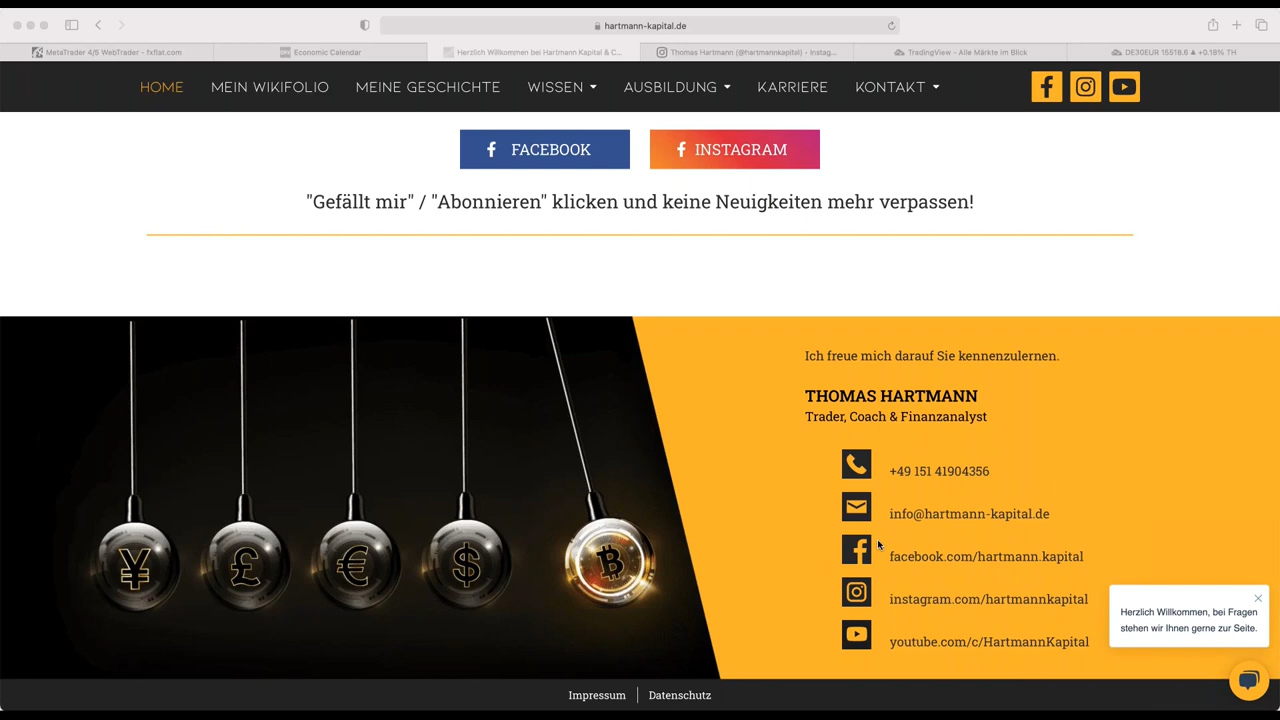 hartmann-kapital.de
MetaTrader 4/5 WebTrader - fxflat.com
Economic Calendar
Herzlich Willkommen bei Hartmann Kapital & C...
Thomas Hartmann (@hartmannkapital) • Instag...
TradingView – Alle Märkte im Blick
DE30EUR 15518.6 ▲ +0.18% TH
HOME
MEIN WIKIFOLIO
MEINE GESCHICHTE
WISSEN
AUSBILDUNG
KARRIERE
KONTAKT
FACEBOOK
INSTAGRAM
"Gefällt mir" / "Abonnieren" klicken und keine Neuigkeiten mehr verpassen!
Ich freue mich darauf Sie kennenzulernen.
THOMAS HARTMANN
Trader, Coach & Finanzanalyst
+49 151 41904356
info@hartmann-kapital.de
facebook.com/hartmann.kapital
instagram.com/hartmannkapital
youtube.com/c/HartmannKapital
¥ £ € $ ₿
Herzlich Willkommen, bei Fragen
stehen wir Ihnen gerne zur Seite.
Impressum
Datenschutz